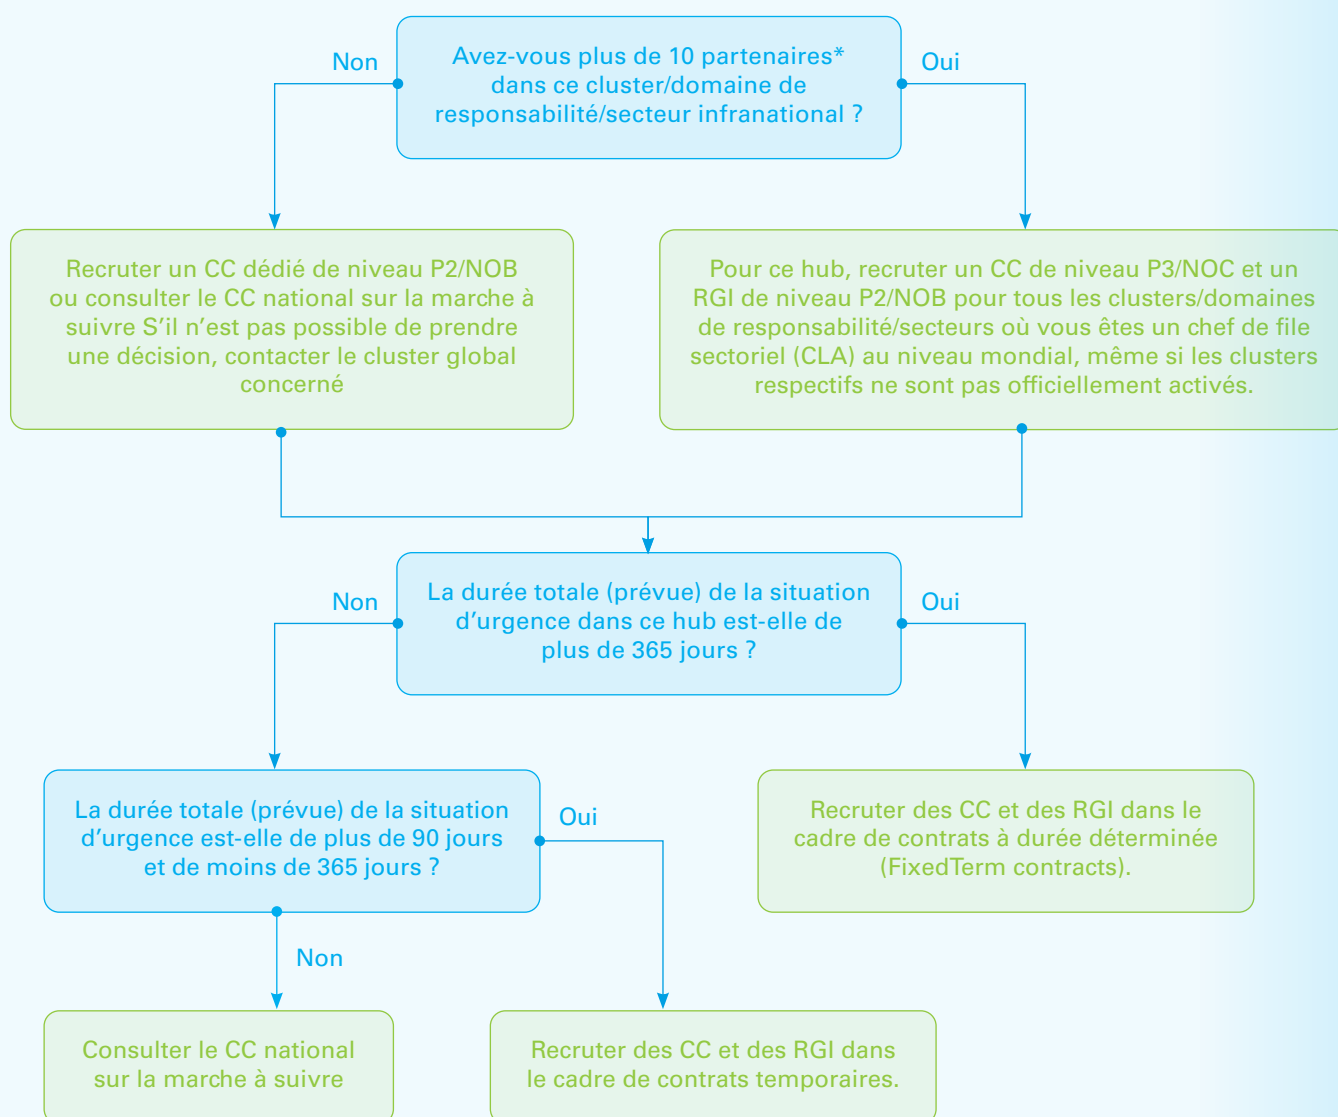 Avez-vous plus de 10 partenaires*
dans ce cluster/domaine de
responsabilité/secteur infranational ?
Non
Oui
Recruter un CC dédié de niveau P2/NOB
ou consulter le CC national sur la marche à
suivre S’il n’est pas possible de prendre
une décision, contacter le cluster global
concerné
Pour ce hub, recruter un CC de niveau P3/NOC et un
RGI de niveau P2/NOB pour tous les clusters/domaines
de responsabilité/secteurs où vous êtes un chef de file
sectoriel (CLA) au niveau mondial, même si les clusters
respectifs ne sont pas officiellement activés.
La durée totale (prévue) de la situation
d’urgence dans ce hub est-elle de
plus de 365 jours ?
Non
Oui
La durée totale (prévue) de la situation
d’urgence est-elle de plus de 90 jours
et de moins de 365 jours ?
Oui
Recruter des CC et des RGI dans le
cadre de contrats à durée déterminée
(FixedTerm contracts).
Non
Consulter le CC national
sur la marche à suivre
Recruter des CC et des RGI dans
le cadre de contrats temporaires.